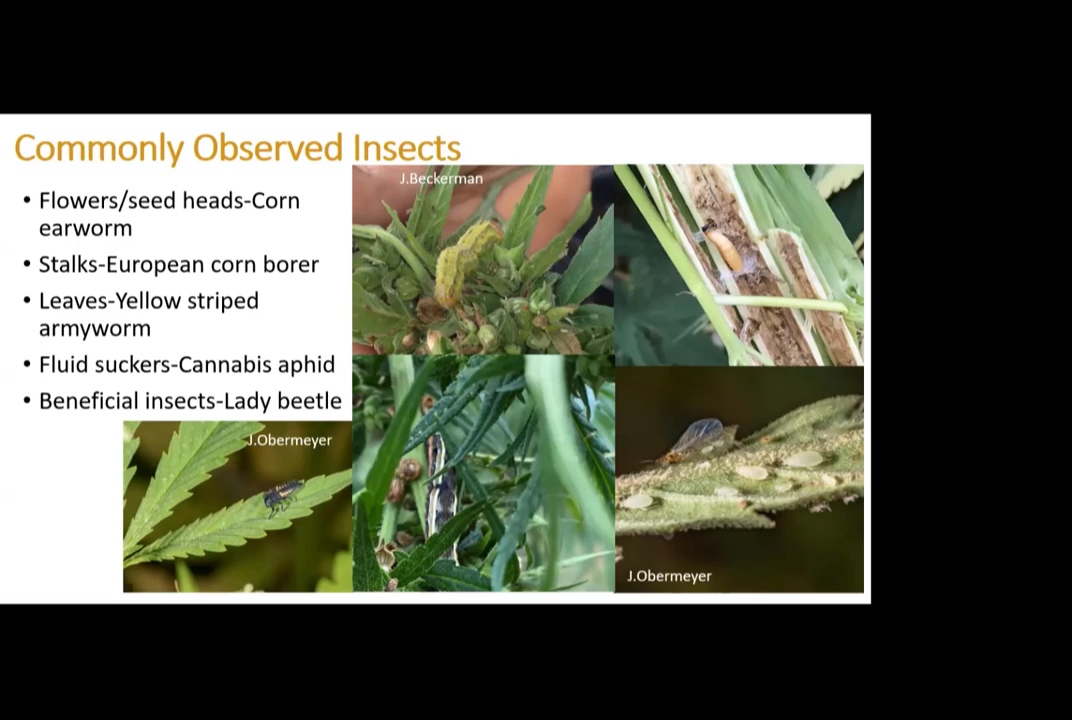 Commonly Observed Insects
J.Beckerman
• Flowers/seed heads-Corn
earworm
• Stalks-European corn borer
• Leaves-Yellow striped
armyworm
• Fluid suckers-Cannabis aphid
• Beneficial insects-Lady beetle
J.Obermeyer
J.Obermeyer